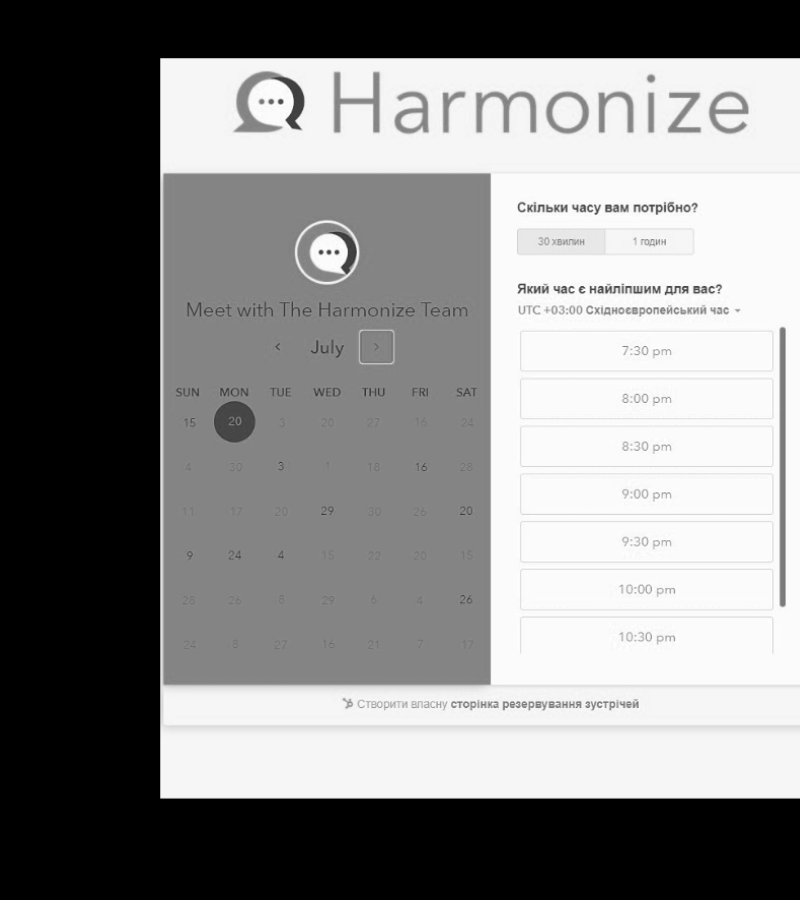 Harmonize
Meet with The Harmonize Team
July
SUN MON TUE WED THU FRI SAT
15 20 3 20 27 16 24
4 30 3 1 18 16 28
11 17 20 29 30 26 20
9 24 4 15 22 20 15
28 26 8 29 6 4 26
24 8 27 16 21 7 17
Скільки часу вам потрібно?
30 хвилин 1 годин
Який час є найліпшим для вас?
UTC +03:00 Східноєвропейський час
7:30 pm
8:00 pm
8:30 pm
9:00 pm
9:30 pm
10:00 pm
10:30 pm
Створити власну сторінка резервування зустрічей